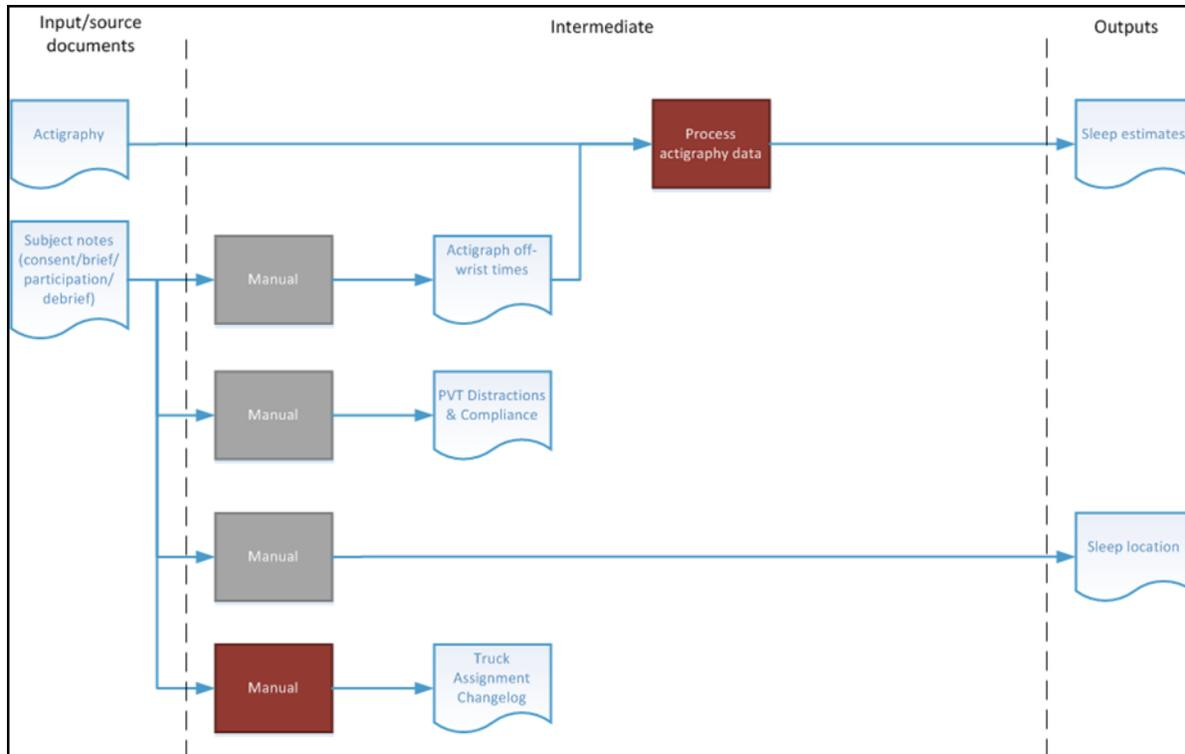 Input/source
documents
Intermediate
Outputs
Actigraphy
Process
actigraphy data
Sleep estimates
Subject notes
(consent/brief/
participation/
debrief)
Manual
Actigraph off-
wrist times
Manual
PVT Distractions
& Compliance
Manual
Sleep location
Manual
Truck
Assignment
Changelog